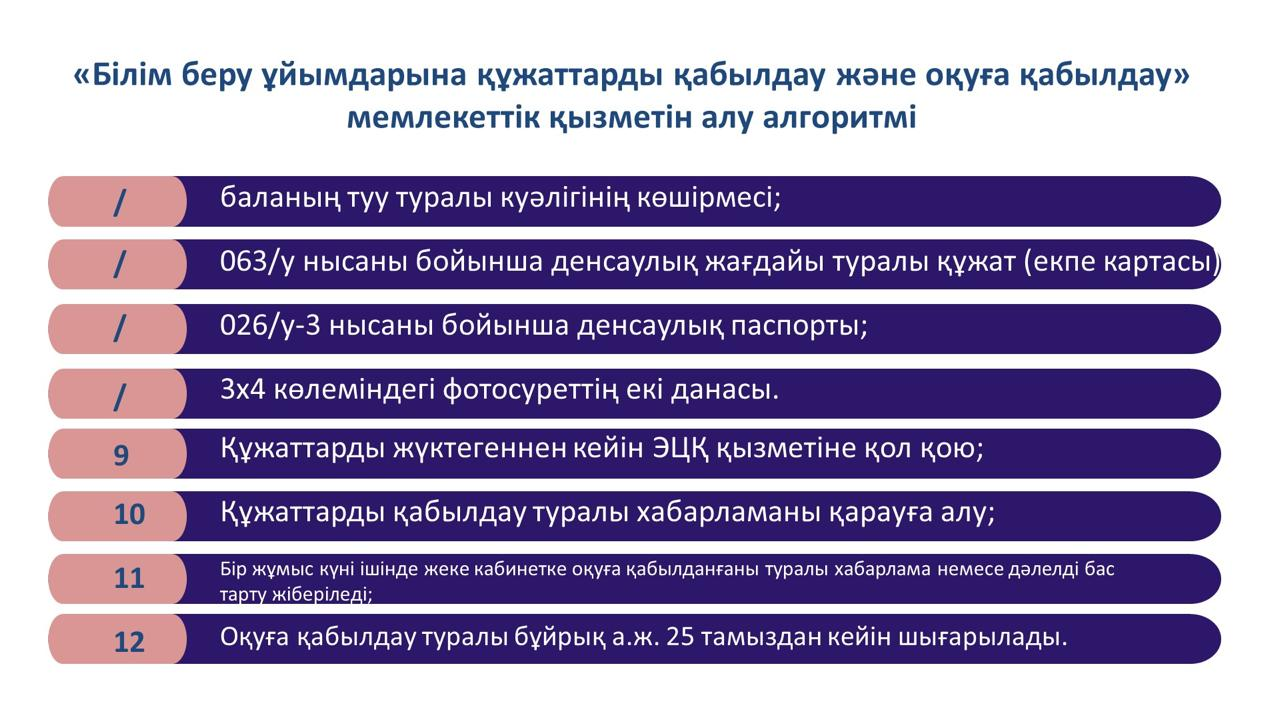 «Білім беру ұйымдарына құжаттарды қабылдау және оқуға қабылдау»
мемлекеттік қызметін алу алгоритмі
/ баланың туу туралы куәлігінің көшірмесі;
/ 063/у нысаны бойынша денсаулық жағдайы туралы құжат (екпе картасы)
/ 026/у-3 нысаны бойынша денсаулық паспорты;
/ 3х4 көлеміндегі фотосуреттің екі данасы.
9 Құжаттарды жүктегеннен кейін ЭЦҚ қызметіне қол қою;
10 Құжаттарды қабылдау туралы хабарламаны қарауға алу;
11 Бір жұмыс күні ішінде жеке кабинетке оқуға қабылданғаны туралы хабарлама немесе дәлелді бас
тарту жіберіледі;
12 Оқуға қабылдау туралы бұйрық а.ж. 25 тамыздан кейін шығарылады.